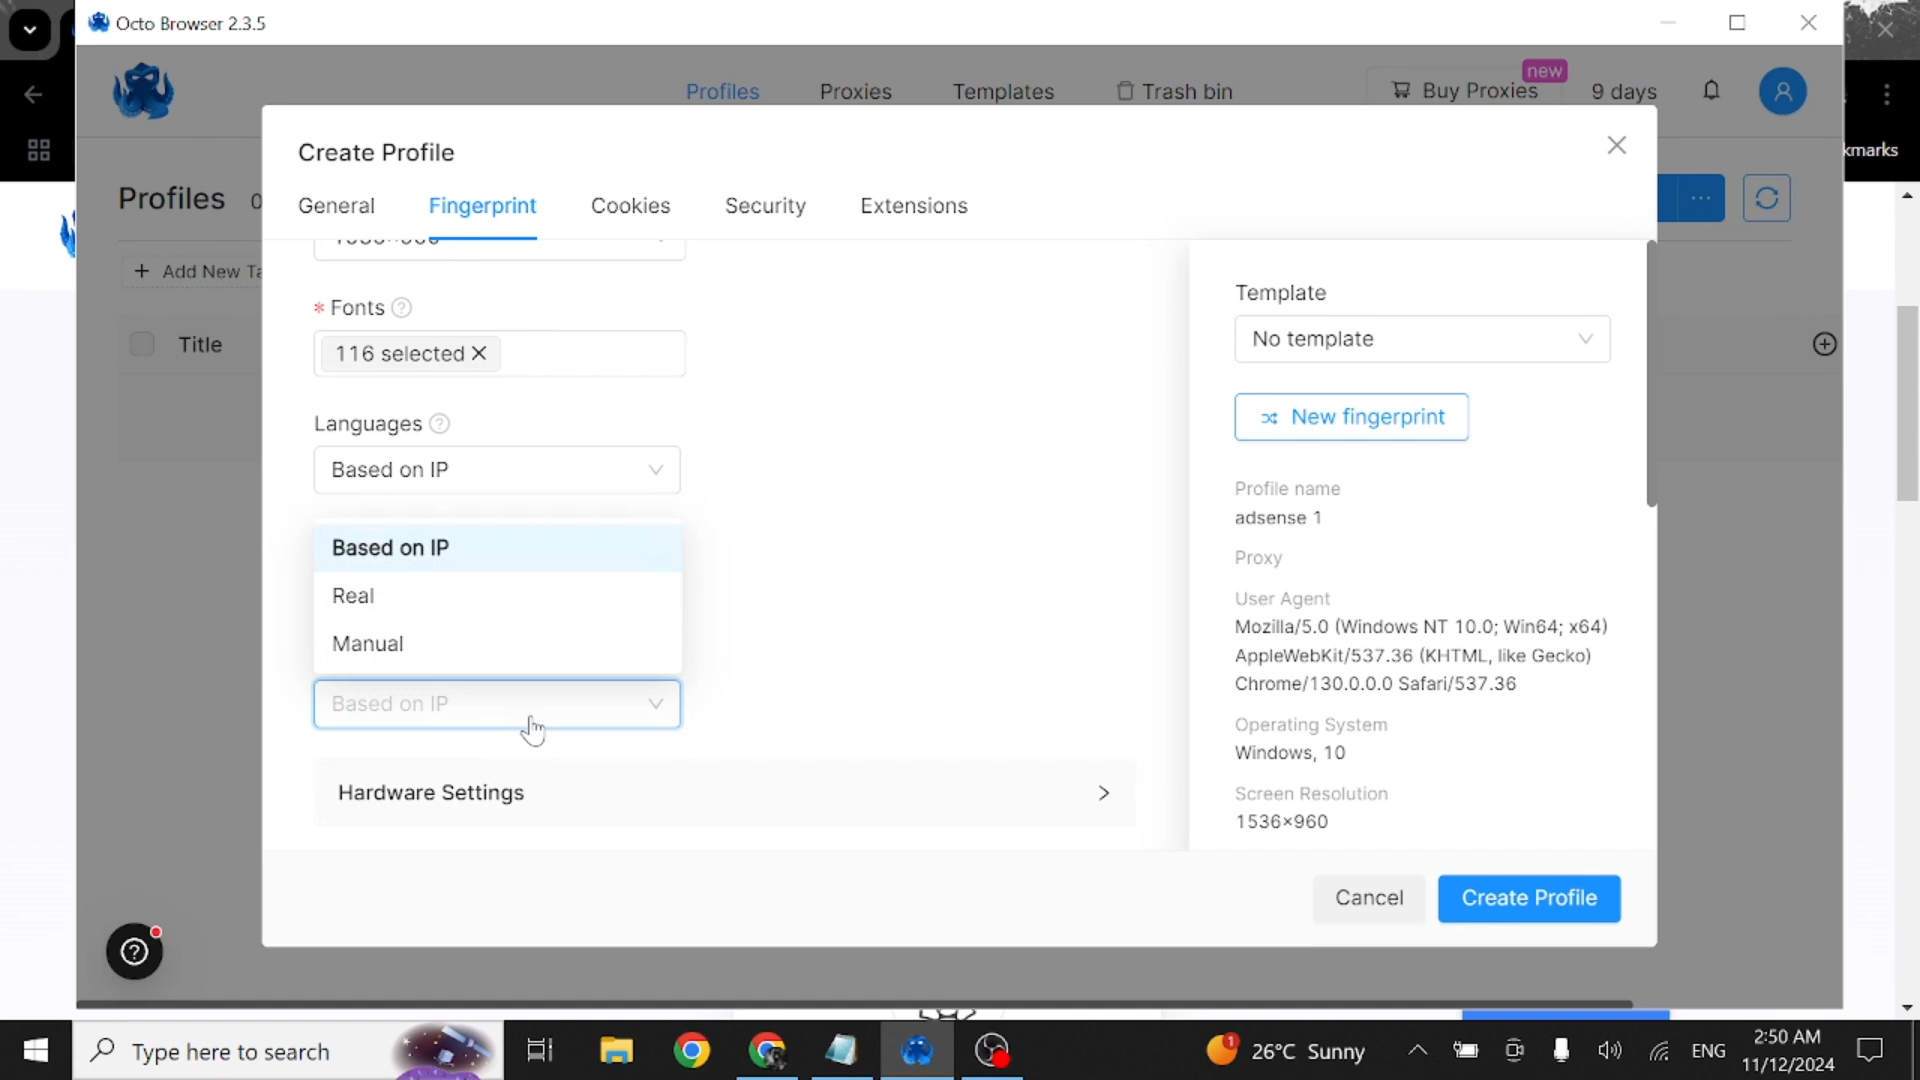 Octo Browser 2.3.5
Profiles
Proxies
Templates
Trash bin
Buy Proxies
new
9 days
kmarks
Create Profile
General
Fingerprint
Cookies
Security
Extensions
Profiles 0
+ Add New Ta
Title
* Fonts
116 selected
Languages
Based on IP
Based on IP
Real
Manual
Based on IP
Hardware Settings
Template
No template
New fingerprint
Profile name
adsense 1
Proxy
User Agent
Mozilla/5.0 (Windows NT 10.0; Win64; x64)
AppleWebKit/537.36 (KHTML, like Gecko)
Chrome/130.0.0.0 Safari/537.36
Operating System
Windows, 10
Screen Resolution
1536×960
Cancel
Create Profile
Type here to search
1
26°C Sunny
ENG
2:50 AM
11/12/2024